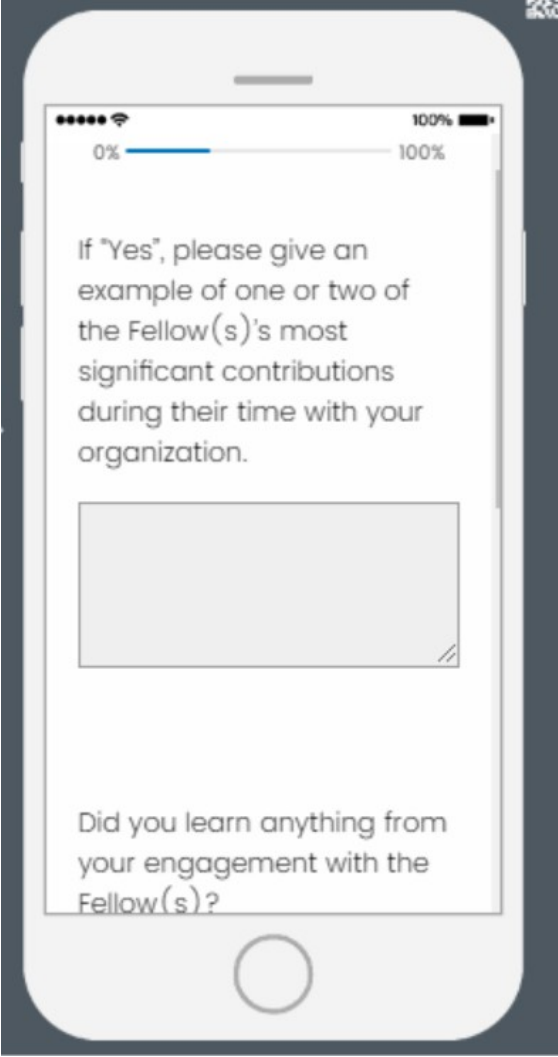 100%
0% 100%
If "Yes", please give an
example of one or two of
the Fellow(s)'s most
significant contributions
during their time with your
organization.
Did you learn anything from
your engagement with the
Fellow(s)?